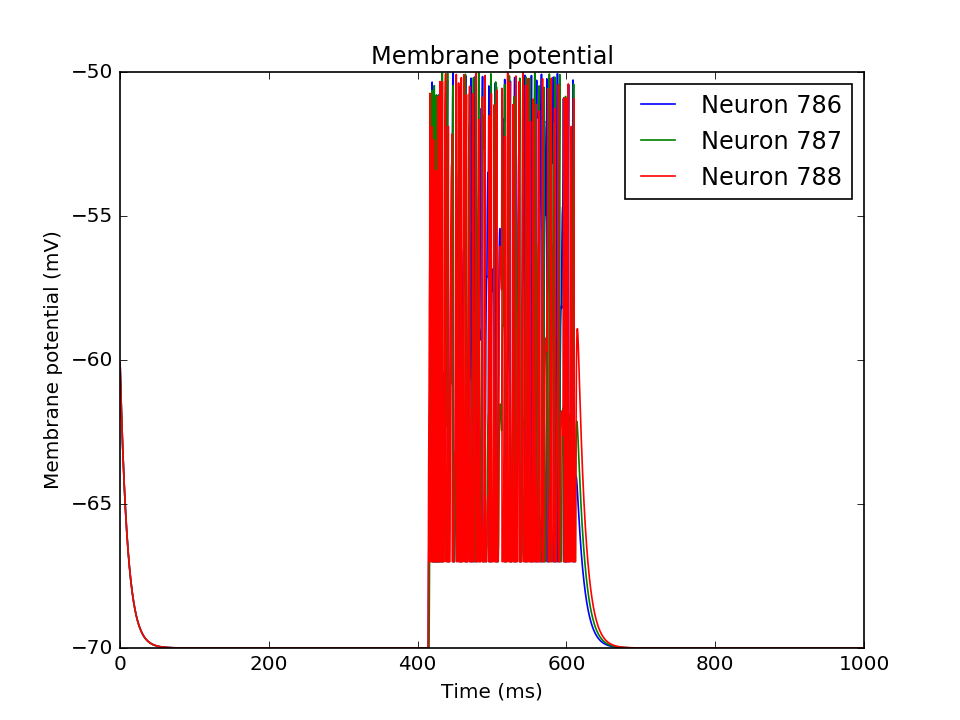 Membrane potential
Membrane potential (mV)
−50
−55
−60
−65
−70
0 200 400 600 800 1000
Time (ms)
Neuron 786
Neuron 787
Neuron 788